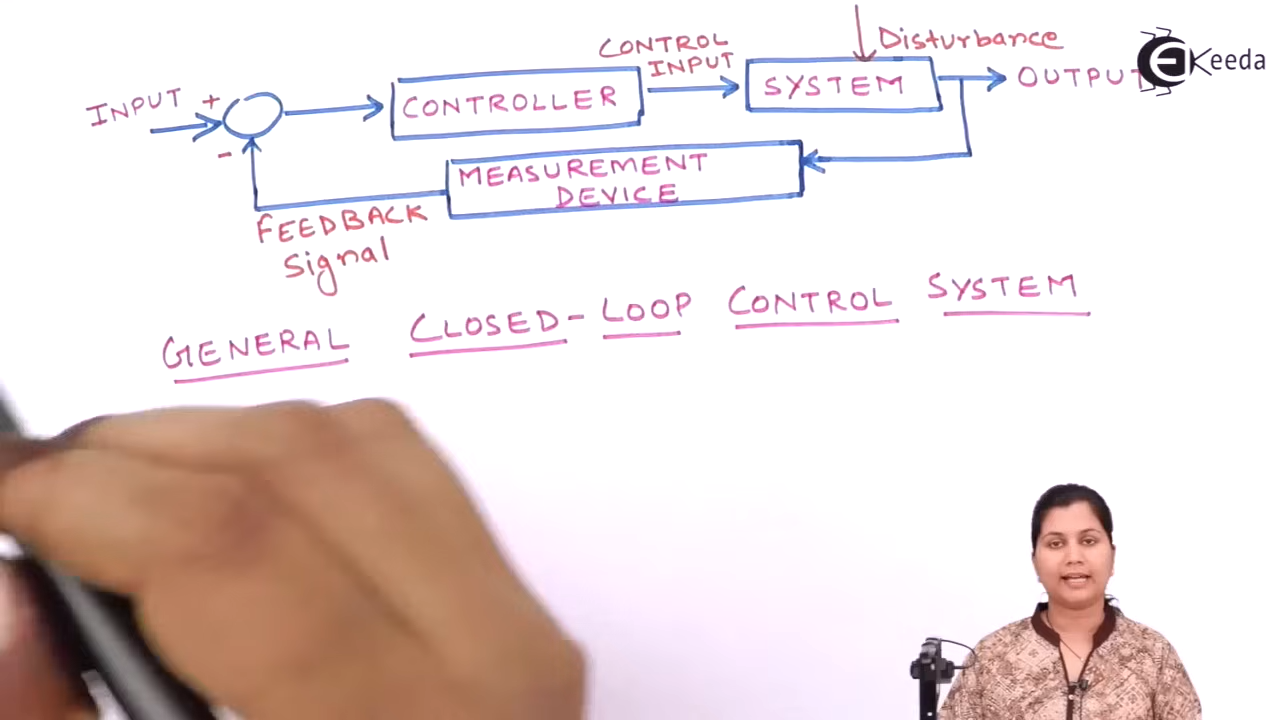 Disturbance
CONTROL
INPUT
INPUT
+
CONTROLLER
SYSTEM
OUTPUT
EKeeda
-
MEASUREMENT
DEVICE
FEEDBACK
Signal
GENERAL CLOSED-LOOP CONTROL SYSTEM